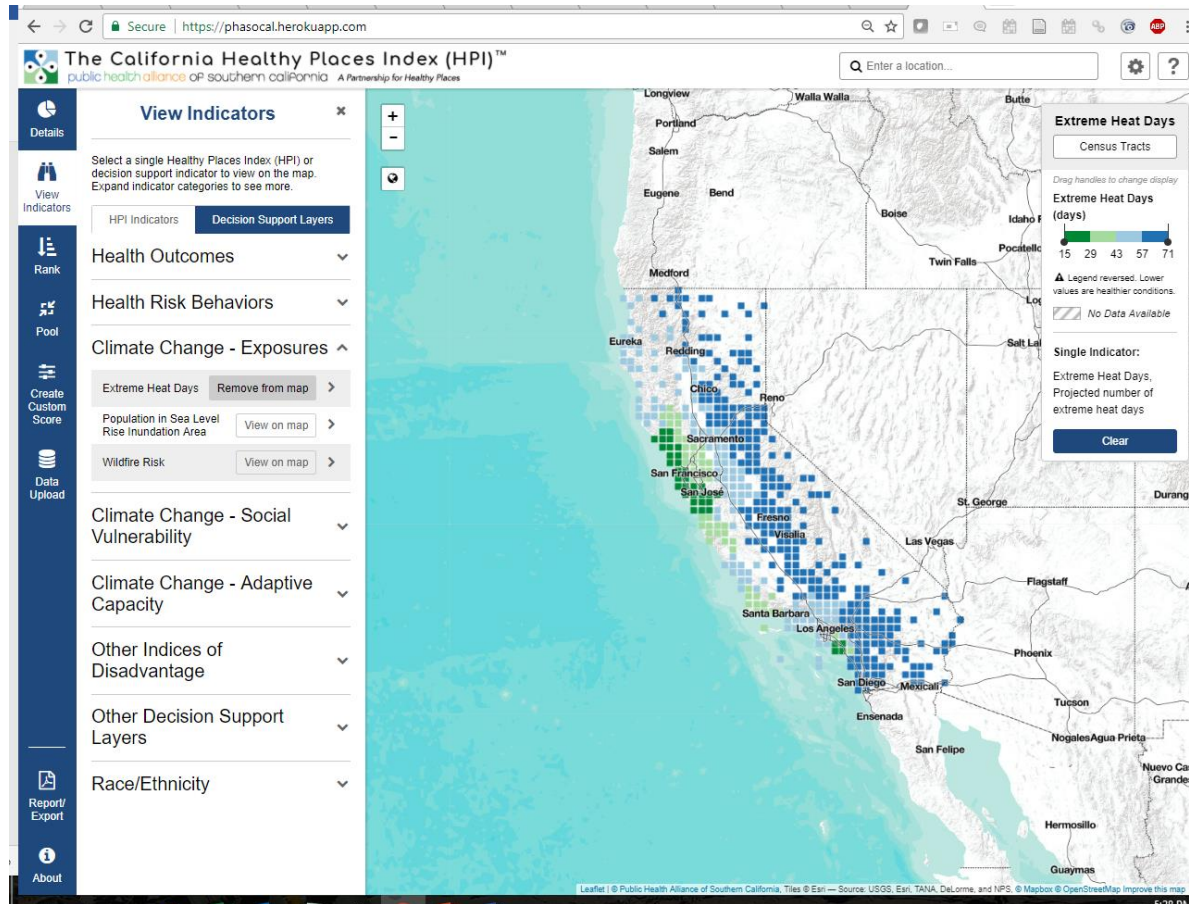 Secure | https://phasocal.herokuapp.com
ABP
The California Healthy Places Index (HPI)™
public health alliance of southern california A Partnership for Healthy Places
Enter a location...
?
Details
View
Indicators
Rank
Pool
Create
Custom
Score
Data
Upload
Report/
Export
About
View Indicators
Select a single Healthy Places Index (HPI) or
decision support indicator to view on the map.
Expand indicator categories to see more.
HPI Indicators
Decision Support Layers
Health Outcomes
Health Risk Behaviors
Climate Change - Exposures
Extreme Heat Days Remove from map
Population in Sea Level
Rise Inundation Area
View on map
Wildfire Risk View on map
Climate Change - Social
Vulnerability
Climate Change - Adaptive
Capacity
Other Indices of
Disadvantage
Other Decision Support
Layers
Race/Ethnicity
+
−
Longview
Walla Walla
Butte
Portland
Salem
Eugene
Bend
Boise
Idaho F
Pocatello
Twin Falls
Medford
Log
Eureka
Redding
Salt Lal
Chico
Reno
Sacramento
San Francisco
San José
St. George
Durang
Fresno
Visalia
Las Vegas
Flagstaff
Santa Barbara
Los Angeles
Phoenix
San Diego
Mexicali
Tucson
Ensenada
Nogales
Agua Prieta
San Felipe
Nuevo Ca
Grande
Hermosillo
Guaymas
Extreme Heat Days
Census Tracts
Drag handles to change display
Extreme Heat Days
(days)
15 29 43 57 71
Legend reversed. Lower
values are healthier conditions.
No Data Available
Single Indicator:
Extreme Heat Days,
Projected number of
extreme heat days
Clear
Leaflet | © Public Health Alliance of Southern California, Tiles © Esri — Source: USGS, Esri, TANA, DeLorme, and NPS, © Mapbox © OpenStreetMap Improve this map